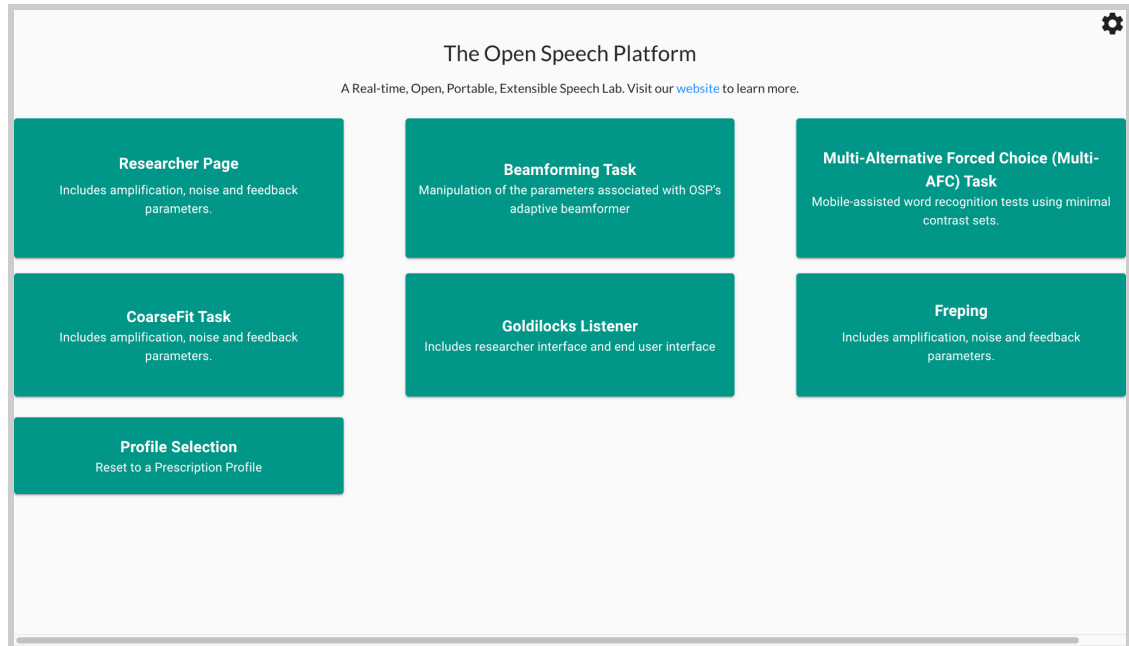 The Open Speech Platform
A Real-time, Open, Portable, Extensible Speech Lab. Visit our website to learn more.
Researcher Page
Includes amplification, noise and feedback
parameters.
Beamforming Task
Manipulation of the parameters associated with OSP's
adaptive beamformer
Multi-Alternative Forced Choice (Multi-
AFC) Task
Mobile-assisted word recognition tests using minimal
contrast sets.
CoarseFit Task
Includes amplification, noise and feedback
parameters.
Goldilocks Listener
Includes researcher interface and end user interface
Freping
Includes amplification, noise and feedback
parameters.
Profile Selection
Reset to a Prescription Profile